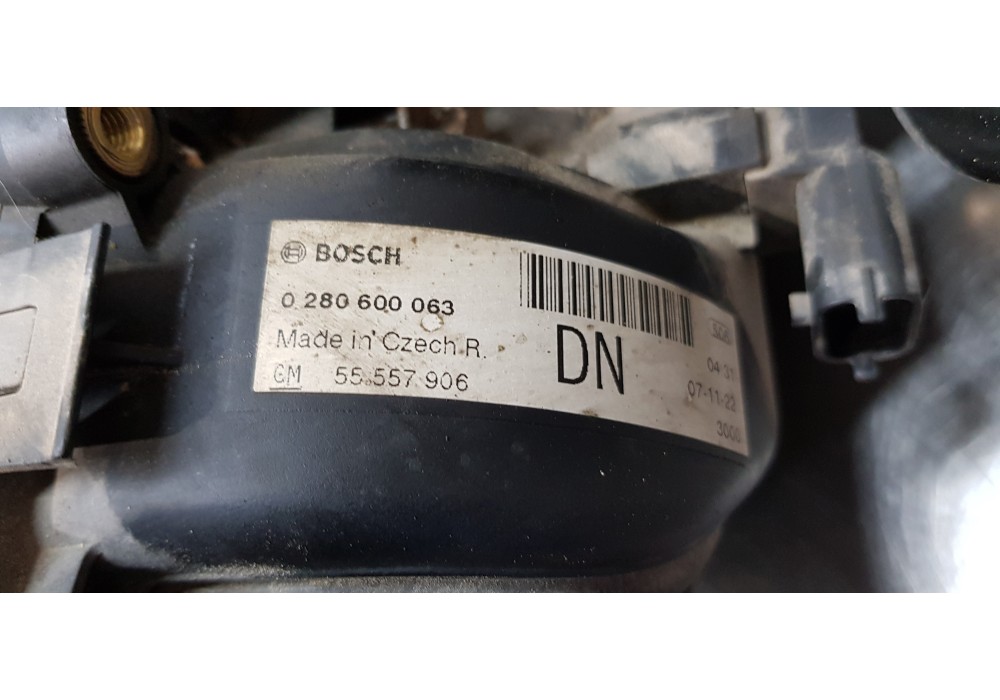 BOSCH
0 280 600 063
Made in Czech R.
GM 55 557 906
DN
04:31
07-11-22
3000